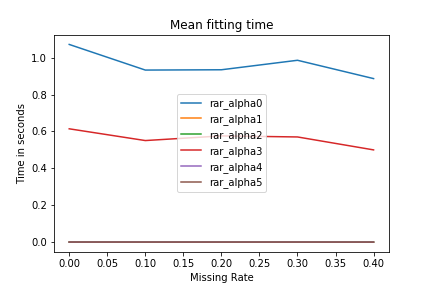 Mean fitting time
Time in seconds
1.0
0.8
0.6
0.4
0.2
0.0
rar_alpha0
rar_alpha1
rar_alpha2
rar_alpha3
rar_alpha4
rar_alpha5
0.00 0.05 0.10 0.15 0.20 0.25 0.30 0.35 0.40
Missing Rate